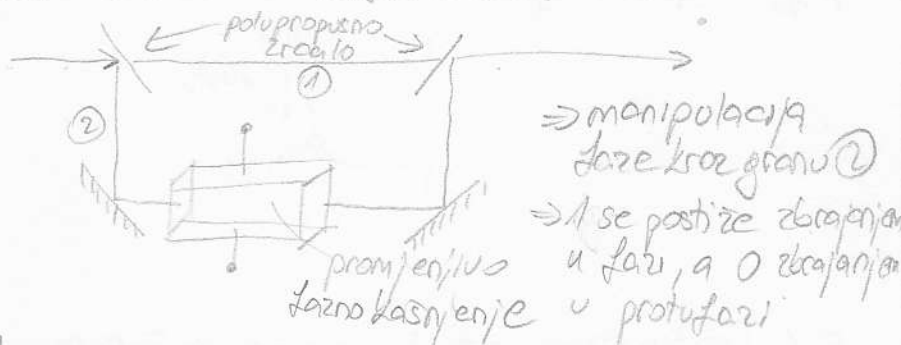 polupropusno
zrcalo
①
②
⇒ manipulacija
faze kroz granu ②
⇒ 1 se postiže zbrajanjem
u fazi, a 0 zbrajanjem
u protufazi
promjenjivo
fazno kašnjenje